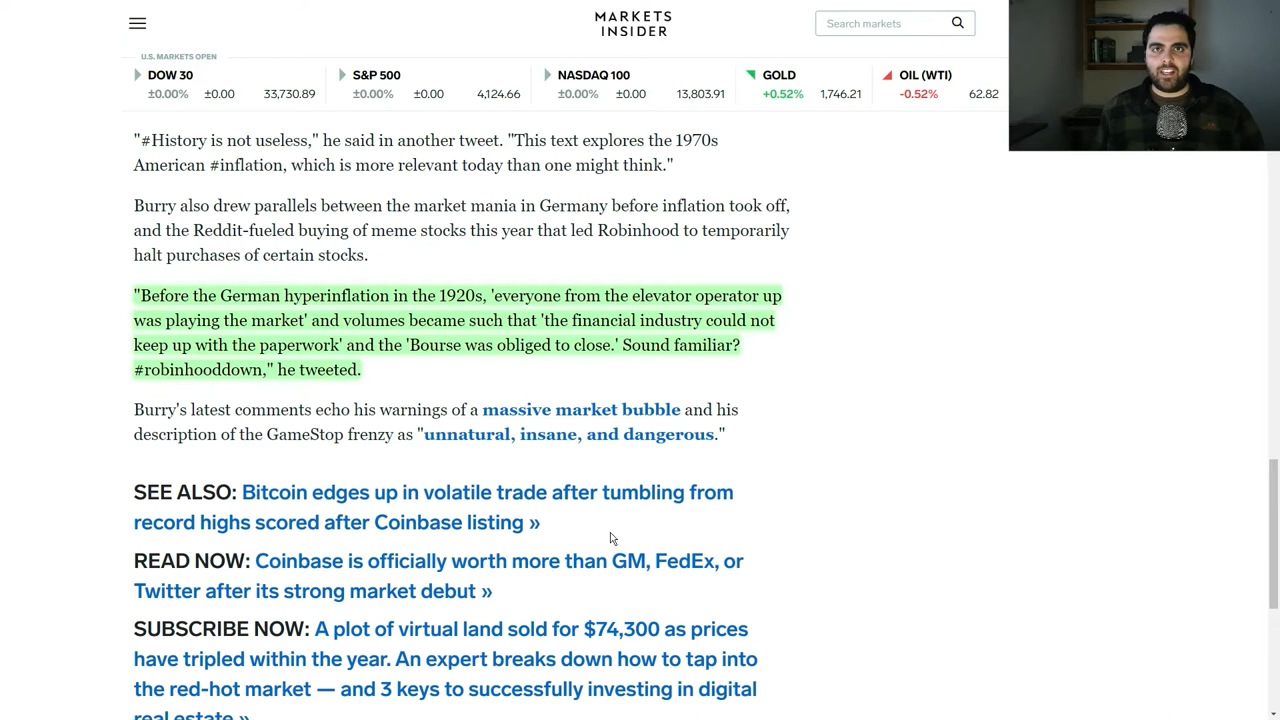 MARKETS
INSIDER
Search markets
U.S. MARKETS OPEN
DOW 30
±0.00% ±0.00 33,730.89
S&P 500
±0.00% ±0.00 4,124.66
NASDAQ 100
±0.00% ±0.00 13,803.91
GOLD
+0.52% 1,746.21
OIL (WTI)
-0.52% 62.82
"#History is not useless," he said in another tweet. "This text explores the 1970s
American #inflation, which is more relevant today than one might think."
Burry also drew parallels between the market mania in Germany before inflation took off,
and the Reddit-fueled buying of meme stocks this year that led Robinhood to temporarily
halt purchases of certain stocks.
"Before the German hyperinflation in the 1920s, 'everyone from the elevator operator up
was playing the market' and volumes became such that 'the financial industry could not
keep up with the paperwork' and the 'Bourse was obliged to close.' Sound familiar?
#robinhooddown," he tweeted.
Burry's latest comments echo his warnings of a massive market bubble and his
description of the GameStop frenzy as "unnatural, insane, and dangerous."
SEE ALSO: Bitcoin edges up in volatile trade after tumbling from
record highs scored after Coinbase listing »
READ NOW: Coinbase is officially worth more than GM, FedEx, or
Twitter after its strong market debut »
SUBSCRIBE NOW: A plot of virtual land sold for $74,300 as prices
have tripled within the year. An expert breaks down how to tap into
the red-hot market — and 3 keys to successfully investing in digital
real estate »